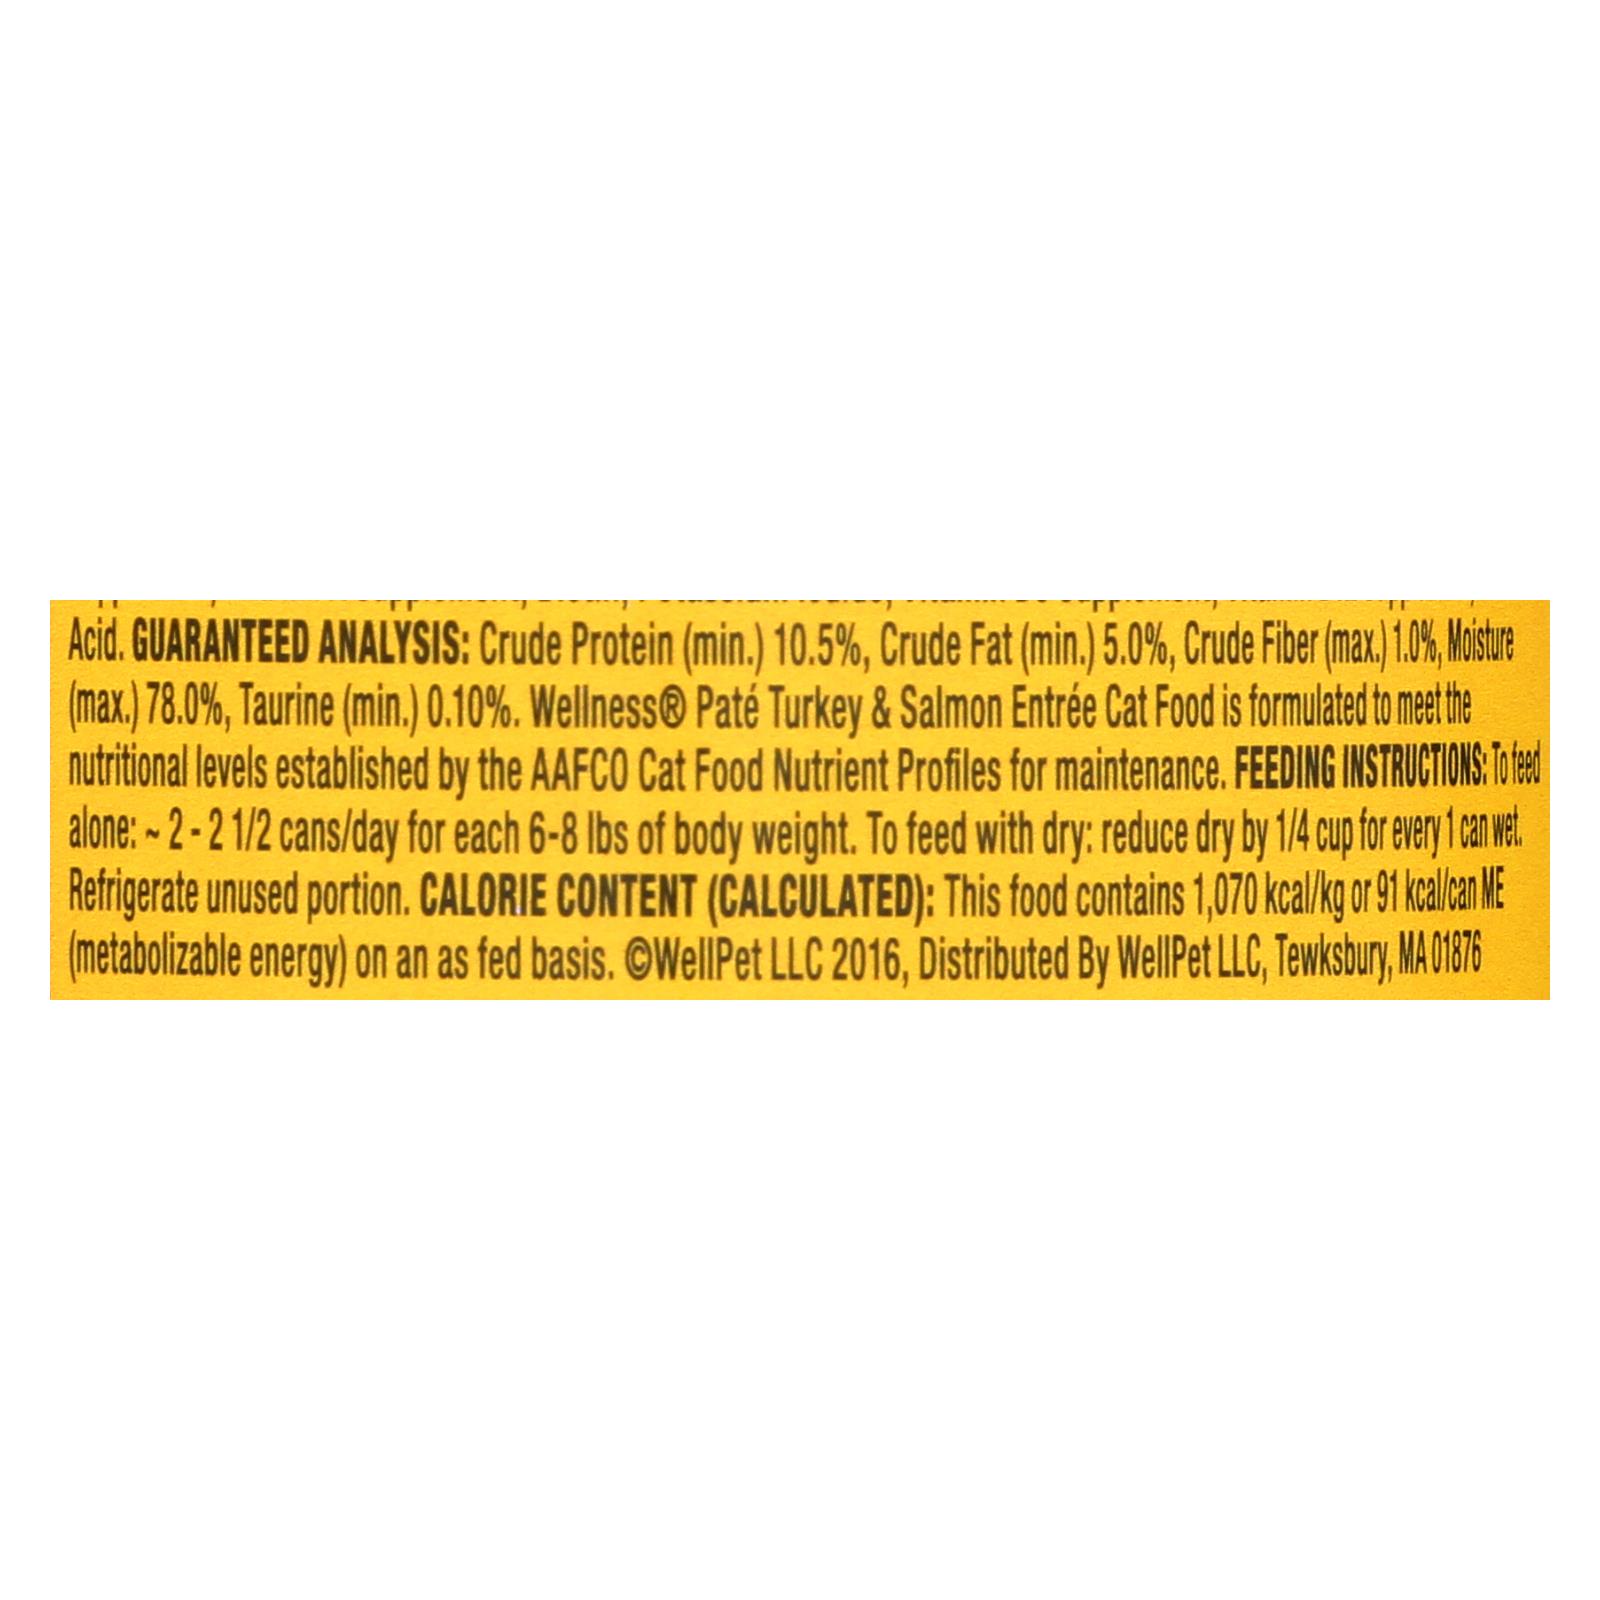 Acid. GUARANTEED ANALYSIS: Crude Protein (min.) 10.5%, Crude Fat (min.) 5.0%, Crude Fiber (max.) 1.0%, Moisture
(max.) 78.0%, Taurine (min.) 0.10%. Wellness® Paté Turkey & Salmon Entrée Cat Food is formulated to meet the
nutritional levels established by the AAFCO Cat Food Nutrient Profiles for maintenance. FEEDING INSTRUCTIONS: To feed
alone: ~ 2 - 2 1/2 cans/day for each 6-8 lbs of body weight. To feed with dry: reduce dry by 1/4 cup for every 1 can wet.
Refrigerate unused portion. CALORIE CONTENT (CALCULATED): This food contains 1,070 kcal/kg or 91 kcal/can ME
(metabolizable energy) on an as fed basis. ©WellPet LLC 2016, Distributed By WellPet LLC, Tewksbury, MA 01876